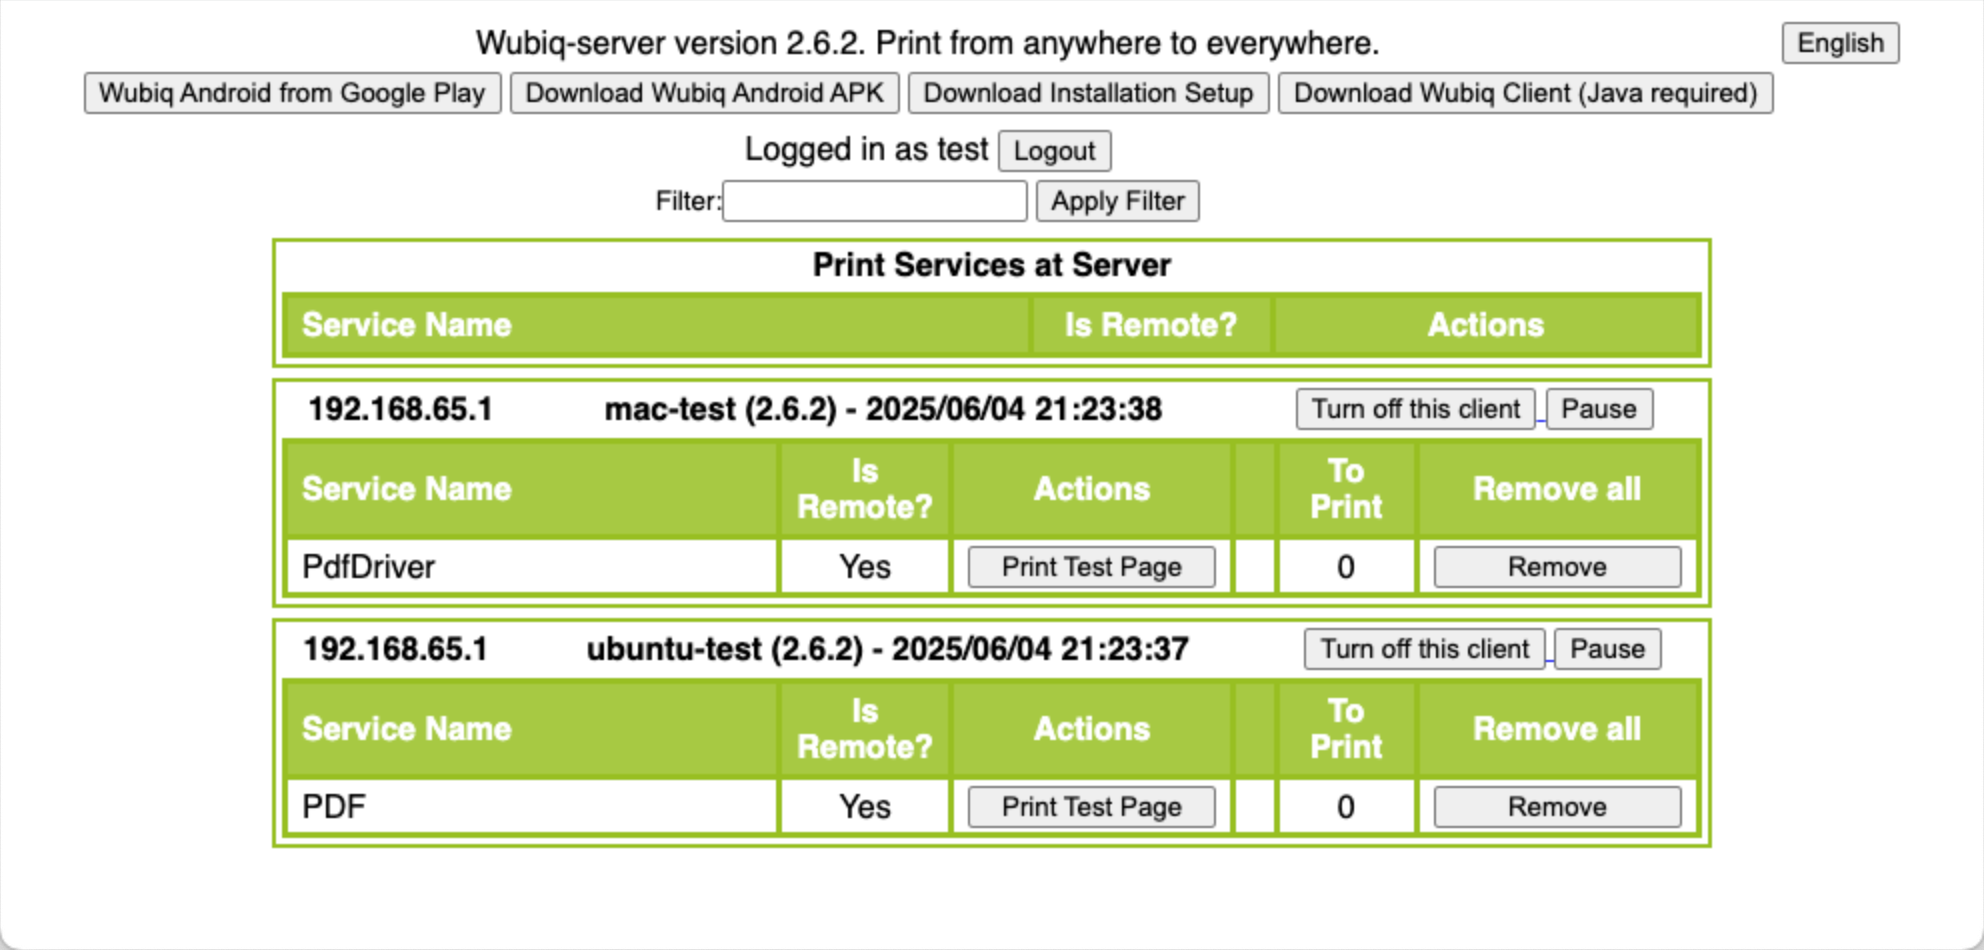 Wubiq-server version 2.6.2. Print from anywhere to everywhere. English
Wubiq Android from Google Play Download Wubiq Android APK Download Installation Setup Download Wubiq Client (Java required)
Logged in as test Logout
Filter: Apply Filter
Print Services at Server
Service Name Is Remote? Actions
192.168.65.1 mac-test (2.6.2) - 2025/06/04 21:23:38 Turn off this client Pause
Service Name Is Remote? Actions To Print Remove all
PdfDriver Yes Print Test Page 0 Remove
192.168.65.1 ubuntu-test (2.6.2) - 2025/06/04 21:23:37 Turn off this client Pause
Service Name Is Remote? Actions To Print Remove all
PDF Yes Print Test Page 0 Remove